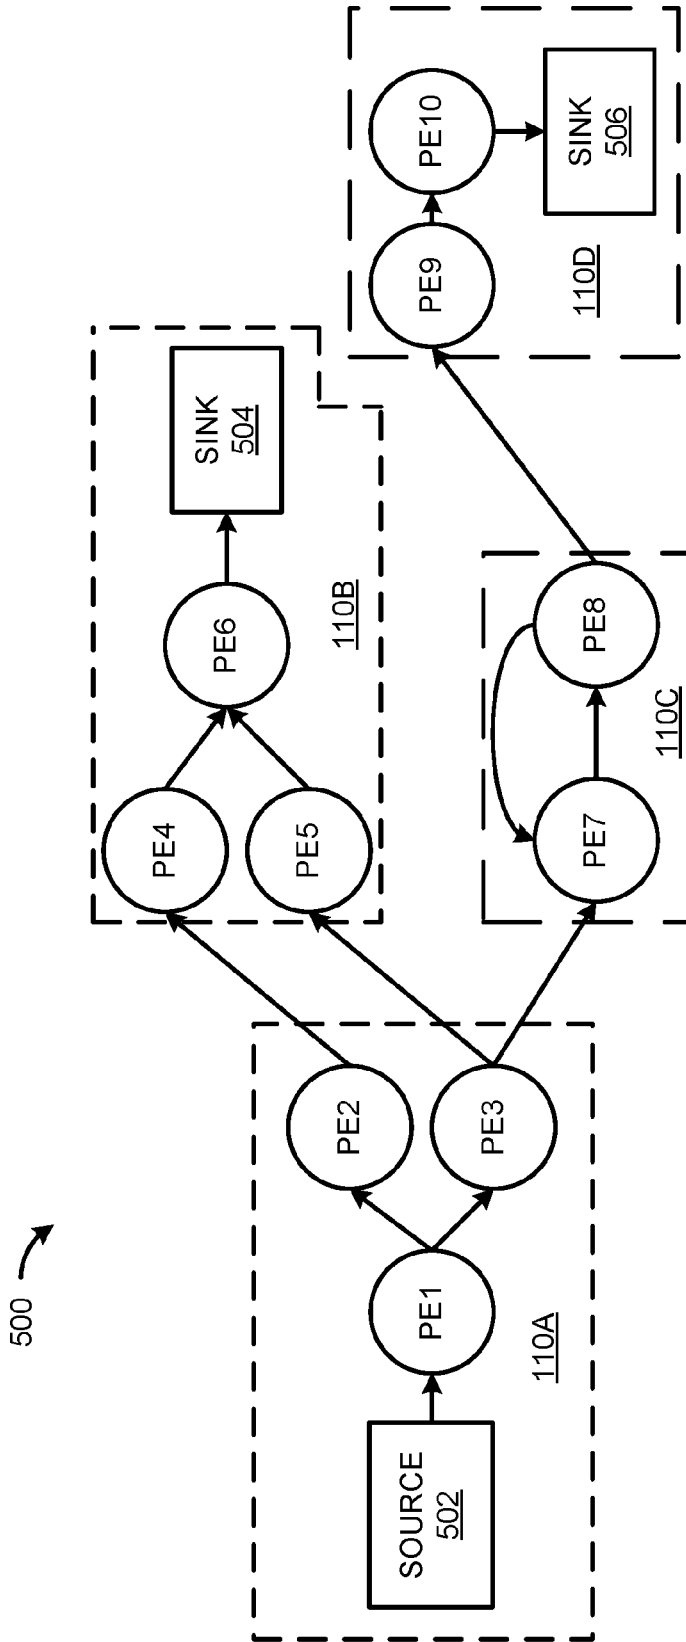 500
SOURCE
502
110A
PE1
PE2
PE3
PE4
PE5
PE6
SINK
504
110B
PE7
PE8
110C
PE9
PE10
SINK
506
110D